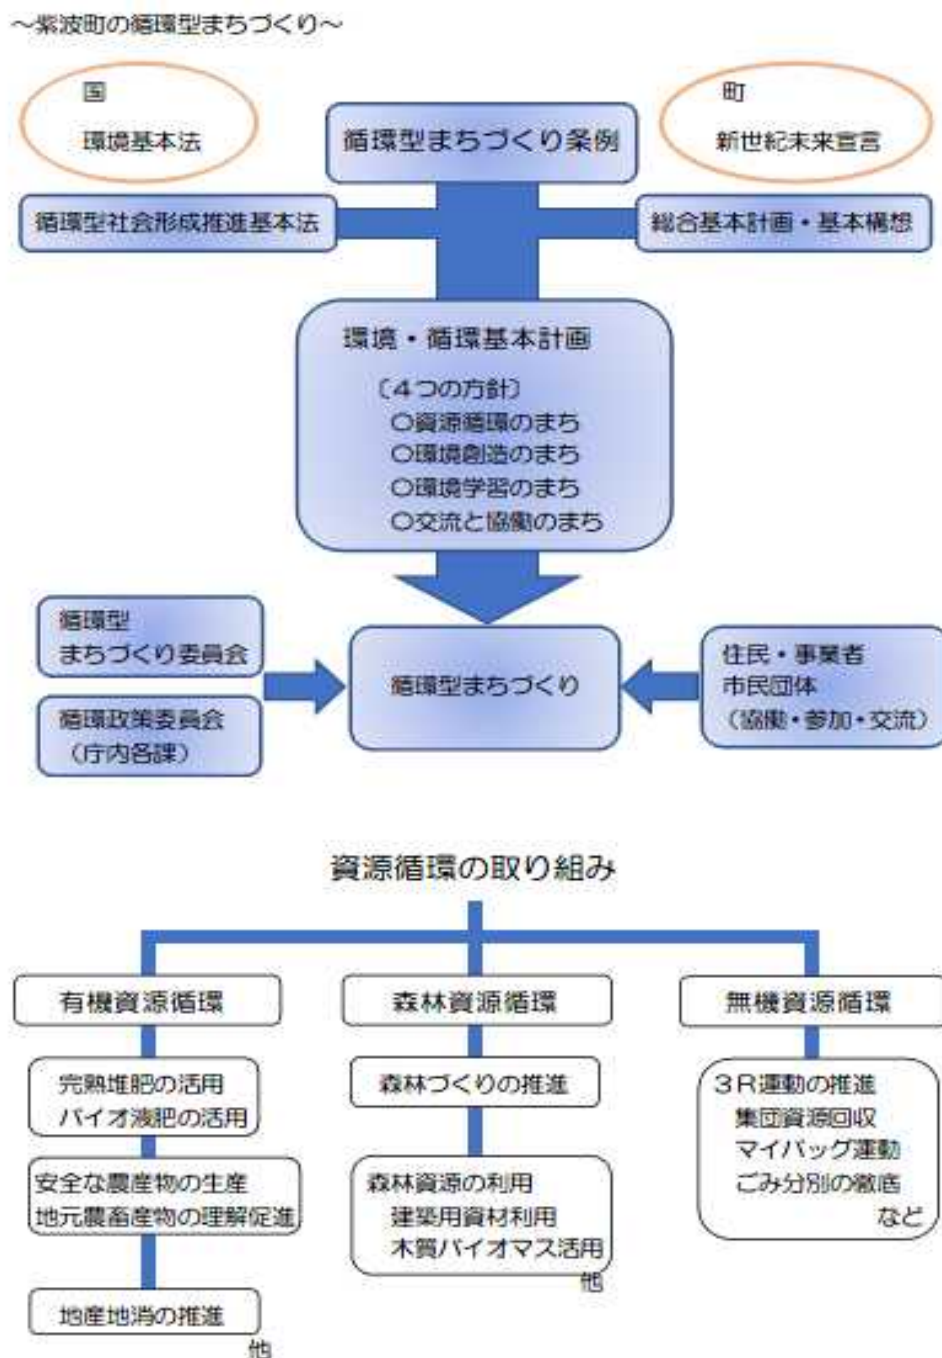 ～紫波町の循環型まちづくり～
国
環境基本法
循環型まちづくり条例
町
新世紀未来宣言
循環型社会形成推進基本法
総合基本計画・基本構想
環境・循環基本計画
〔４つの方針〕
○資源循環のまち
○環境創造のまち
○環境学習のまち
○交流と協働のまち
循環型
まちづくり委員会
循環政策委員会
（庁内各課）
循環型まちづくり
住民・事業者
市民団体
（協働・参加・交流）
資源循環の取り組み
有機資源循環
完熟堆肥の活用
バイオ液肥の活用
安全な農産物の生産
地元農畜産物の理解促進
地産地消の推進
他
森林資源循環
森林づくりの推進
森林資源の利用
建築用資材利用
木質バイオマス活用
他
無機資源循環
３Ｒ運動の推進
集団資源回収
マイバッグ運動
ごみ分別の徹底
など